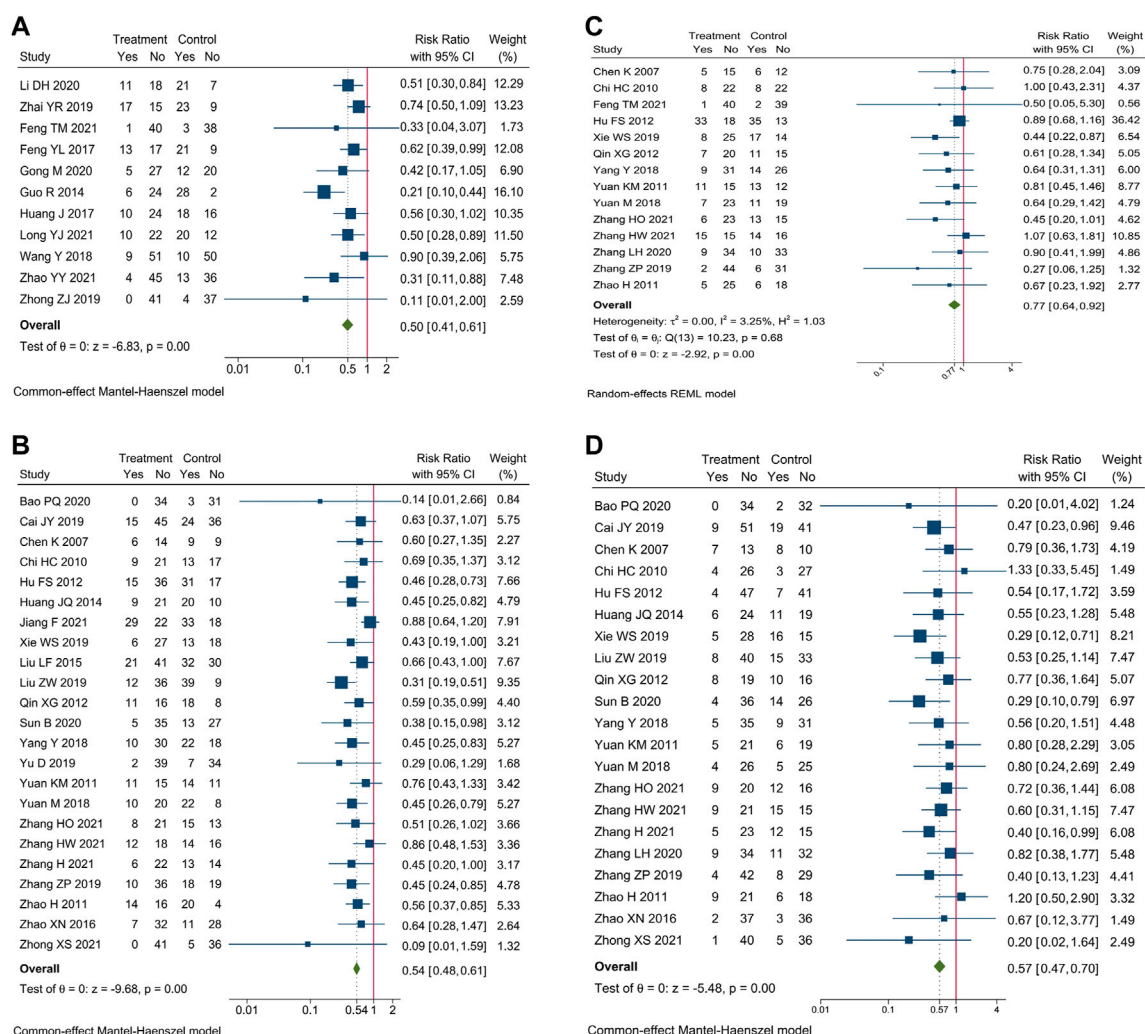 A
Treatment Control Risk Ratio Weight
Study Yes No Yes No with 95% CI (%)
Li DH 2020 11 18 21 7 0.51 [0.30, 0.84] 12.29
Zhai YR 2019 17 15 23 9 0.74 [0.50, 1.09] 13.23
Feng TM 2021 1 40 3 38 0.33 [0.04, 3.07] 1.73
Feng YL 2017 13 17 21 9 0.62 [0.39, 0.99] 12.08
Gong M 2020 5 27 12 20 0.42 [0.17, 1.05] 6.90
Guo R 2014 6 24 28 2 0.21 [0.10, 0.44] 16.10
Huang J 2017 10 24 18 16 0.56 [0.30, 1.02] 10.35
Long YJ 2021 10 22 20 12 0.50 [0.28, 0.89] 11.50
Wang Y 2018 9 51 10 50 0.90 [0.39, 2.06] 5.75
Zhao YY 2021 4 45 13 36 0.31 [0.11, 0.88] 7.48
Zhong ZJ 2019 0 41 4 37 0.11 [0.01, 2.00] 2.59
Overall 0.50 [0.41, 0.61]
Test of θ = 0: z = -6.83, p = 0.00
0.01 0.1 0.5 1 2
Common-effect Mantel-Haenszel model
C
Treatment Control Risk Ratio Weight
Study Yes No Yes No with 95% CI (%)
Chen K 2007 5 15 6 12 0.75 [0.28, 2.04] 3.09
Chi HC 2010 8 22 8 22 1.00 [0.43, 2.31] 4.37
Feng TM 2021 1 40 2 39 0.50 [0.05, 5.30] 0.56
Hu FS 2012 33 18 35 13 0.89 [0.68, 1.16] 36.42
Xie WS 2019 8 25 17 14 0.44 [0.22, 0.87] 6.54
Qin XG 2012 7 20 11 15 0.61 [0.28, 1.34] 5.05
Yang Y 2018 9 31 14 26 0.64 [0.31, 1.31] 6.00
Yuan KM 2011 11 15 13 12 0.81 [0.45, 1.46] 8.77
Yuan M 2018 7 23 11 19 0.64 [0.29, 1.42] 4.79
Zhang HO 2021 6 23 13 15 0.45 [0.20, 1.01] 4.62
Zhang HW 2021 15 15 14 16 1.07 [0.63, 1.81] 10.85
Zhang LH 2020 9 34 10 33 0.90 [0.41, 1.99] 4.86
Zhang ZP 2019 2 44 6 31 0.27 [0.06, 1.25] 1.32
Zhao H 2011 5 25 6 18 0.67 [0.23, 1.92] 2.77
Overall 0.77 [0.64, 0.92]
Heterogeneity: τ² = 0.00, I² = 3.25%, H² = 1.03
Test of θᵢ = θⱼ: Q(13) = 10.23, p = 0.68
Test of θ = 0: z = -2.92, p = 0.00
0.1 0.77 1 4
Random-effects REML model
B
Treatment Control Risk Ratio Weight
Study Yes No Yes No with 95% CI (%)
Bao PQ 2020 0 34 3 31 0.14 [0.01, 2.66] 0.84
Cai JY 2019 15 45 24 36 0.63 [0.37, 1.07] 5.75
Chen K 2007 6 14 9 9 0.60 [0.27, 1.35] 2.27
Chi HC 2010 9 21 13 17 0.69 [0.35, 1.37] 3.12
Hu FS 2012 15 36 31 17 0.46 [0.28, 0.73] 7.66
Huang JQ 2014 9 21 20 10 0.45 [0.25, 0.82] 4.79
Jiang F 2021 29 22 33 18 0.88 [0.64, 1.20] 7.91
Xie WS 2019 6 27 13 18 0.43 [0.19, 1.00] 3.21
Liu LF 2015 21 41 32 30 0.66 [0.43, 1.00] 7.67
Liu ZW 2019 12 36 39 9 0.31 [0.19, 0.51] 9.35
Qin XG 2012 11 16 18 8 0.59 [0.35, 0.99] 4.40
Sun B 2020 5 35 13 27 0.38 [0.15, 0.98] 3.12
Yang Y 2018 10 30 22 18 0.45 [0.25, 0.83] 5.27
Yu D 2019 2 39 7 34 0.29 [0.06, 1.29] 1.68
Yuan KM 2011 11 15 14 11 0.76 [0.43, 1.33] 3.42
Yuan M 2018 10 20 22 8 0.45 [0.26, 0.79] 5.27
Zhang HO 2021 8 21 15 13 0.51 [0.26, 1.02] 3.66
Zhang HW 2021 12 18 14 16 0.86 [0.48, 1.53] 3.36
Zhang H 2021 6 22 13 14 0.45 [0.20, 1.00] 3.17
Zhang ZP 2019 10 36 18 19 0.45 [0.24, 0.85] 4.78
Zhao H 2011 14 16 20 4 0.56 [0.37, 0.85] 5.33
Zhao XN 2016 7 32 11 28 0.64 [0.28, 1.47] 2.64
Zhong XS 2021 0 41 5 36 0.09 [0.01, 1.59] 1.32
Overall 0.54 [0.48, 0.61]
Test of θ = 0: z = -9.68, p = 0.00
0.01 0.1 0.54 1 2
Common-effect Mantel-Haenszel model
D
Treatment Control Risk Ratio Weight
Study Yes No Yes No with 95% CI (%)
Bao PQ 2020 0 34 2 32 0.20 [0.01, 4.02] 1.24
Cai JY 2019 9 51 19 41 0.47 [0.23, 0.96] 9.46
Chen K 2007 7 13 8 10 0.79 [0.36, 1.73] 4.19
Chi HC 2010 4 26 3 27 1.33 [0.33, 5.45] 1.49
Hu FS 2012 4 47 7 41 0.54 [0.17, 1.72] 3.59
Huang JQ 2014 6 24 11 19 0.55 [0.23, 1.28] 5.48
Xie WS 2019 5 28 16 15 0.29 [0.12, 0.71] 8.21
Liu ZW 2019 8 40 15 33 0.53 [0.25, 1.14] 7.47
Qin XG 2012 8 19 10 16 0.77 [0.36, 1.64] 5.07
Sun B 2020 4 36 14 26 0.29 [0.10, 0.79] 6.97
Yang Y 2018 5 35 9 31 0.56 [0.20, 1.51] 4.48
Yuan KM 2011 5 21 6 19 0.80 [0.28, 2.29] 3.05
Yuan M 2018 4 26 5 25 0.80 [0.24, 2.69] 2.49
Zhang HO 2021 9 20 12 16 0.72 [0.36, 1.44] 6.08
Zhang HW 2021 9 21 15 15 0.60 [0.31, 1.15] 7.47
Zhang H 2021 5 23 12 15 0.40 [0.16, 0.99] 6.08
Zhang LH 2020 9 34 11 32 0.82 [0.38, 1.77] 5.48
Zhang ZP 2019 4 42 8 29 0.40 [0.13, 1.23] 4.41
Zhao H 2011 9 21 6 18 1.20 [0.50, 2.90] 3.32
Zhao XN 2016 2 37 3 36 0.67 [0.12, 3.77] 1.49
Zhong XS 2021 1 40 5 36 0.20 [0.02, 1.64] 2.49
Overall 0.57 [0.47, 0.70]
Test of θ = 0: z = -5.48, p = 0.00
0.01 0.1 0.57 1 4
Common-effect Mantel-Haenszel model